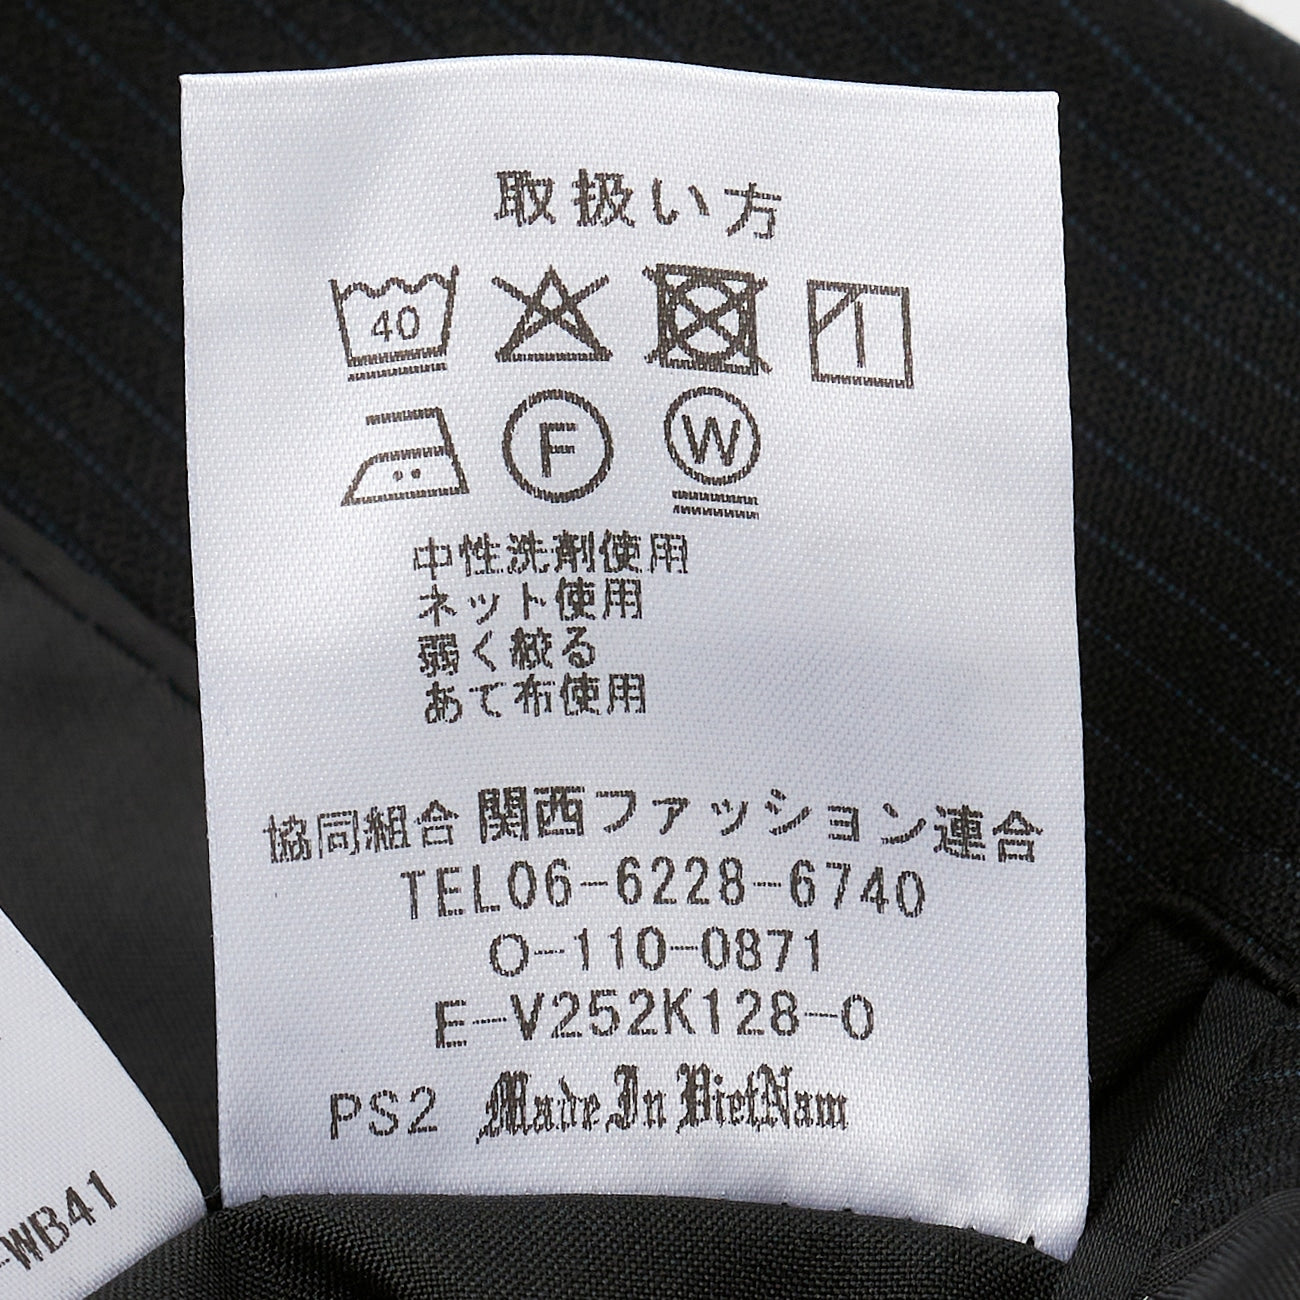 取扱い方
40
F W
中性洗剤使用
ネット使用
弱く絞る
あて布使用
協同組合 関西ファッション連合
TEL06-6228-6740
O-110-0871
E-V252K128-0
PS2 Made In VietNam
-WB41